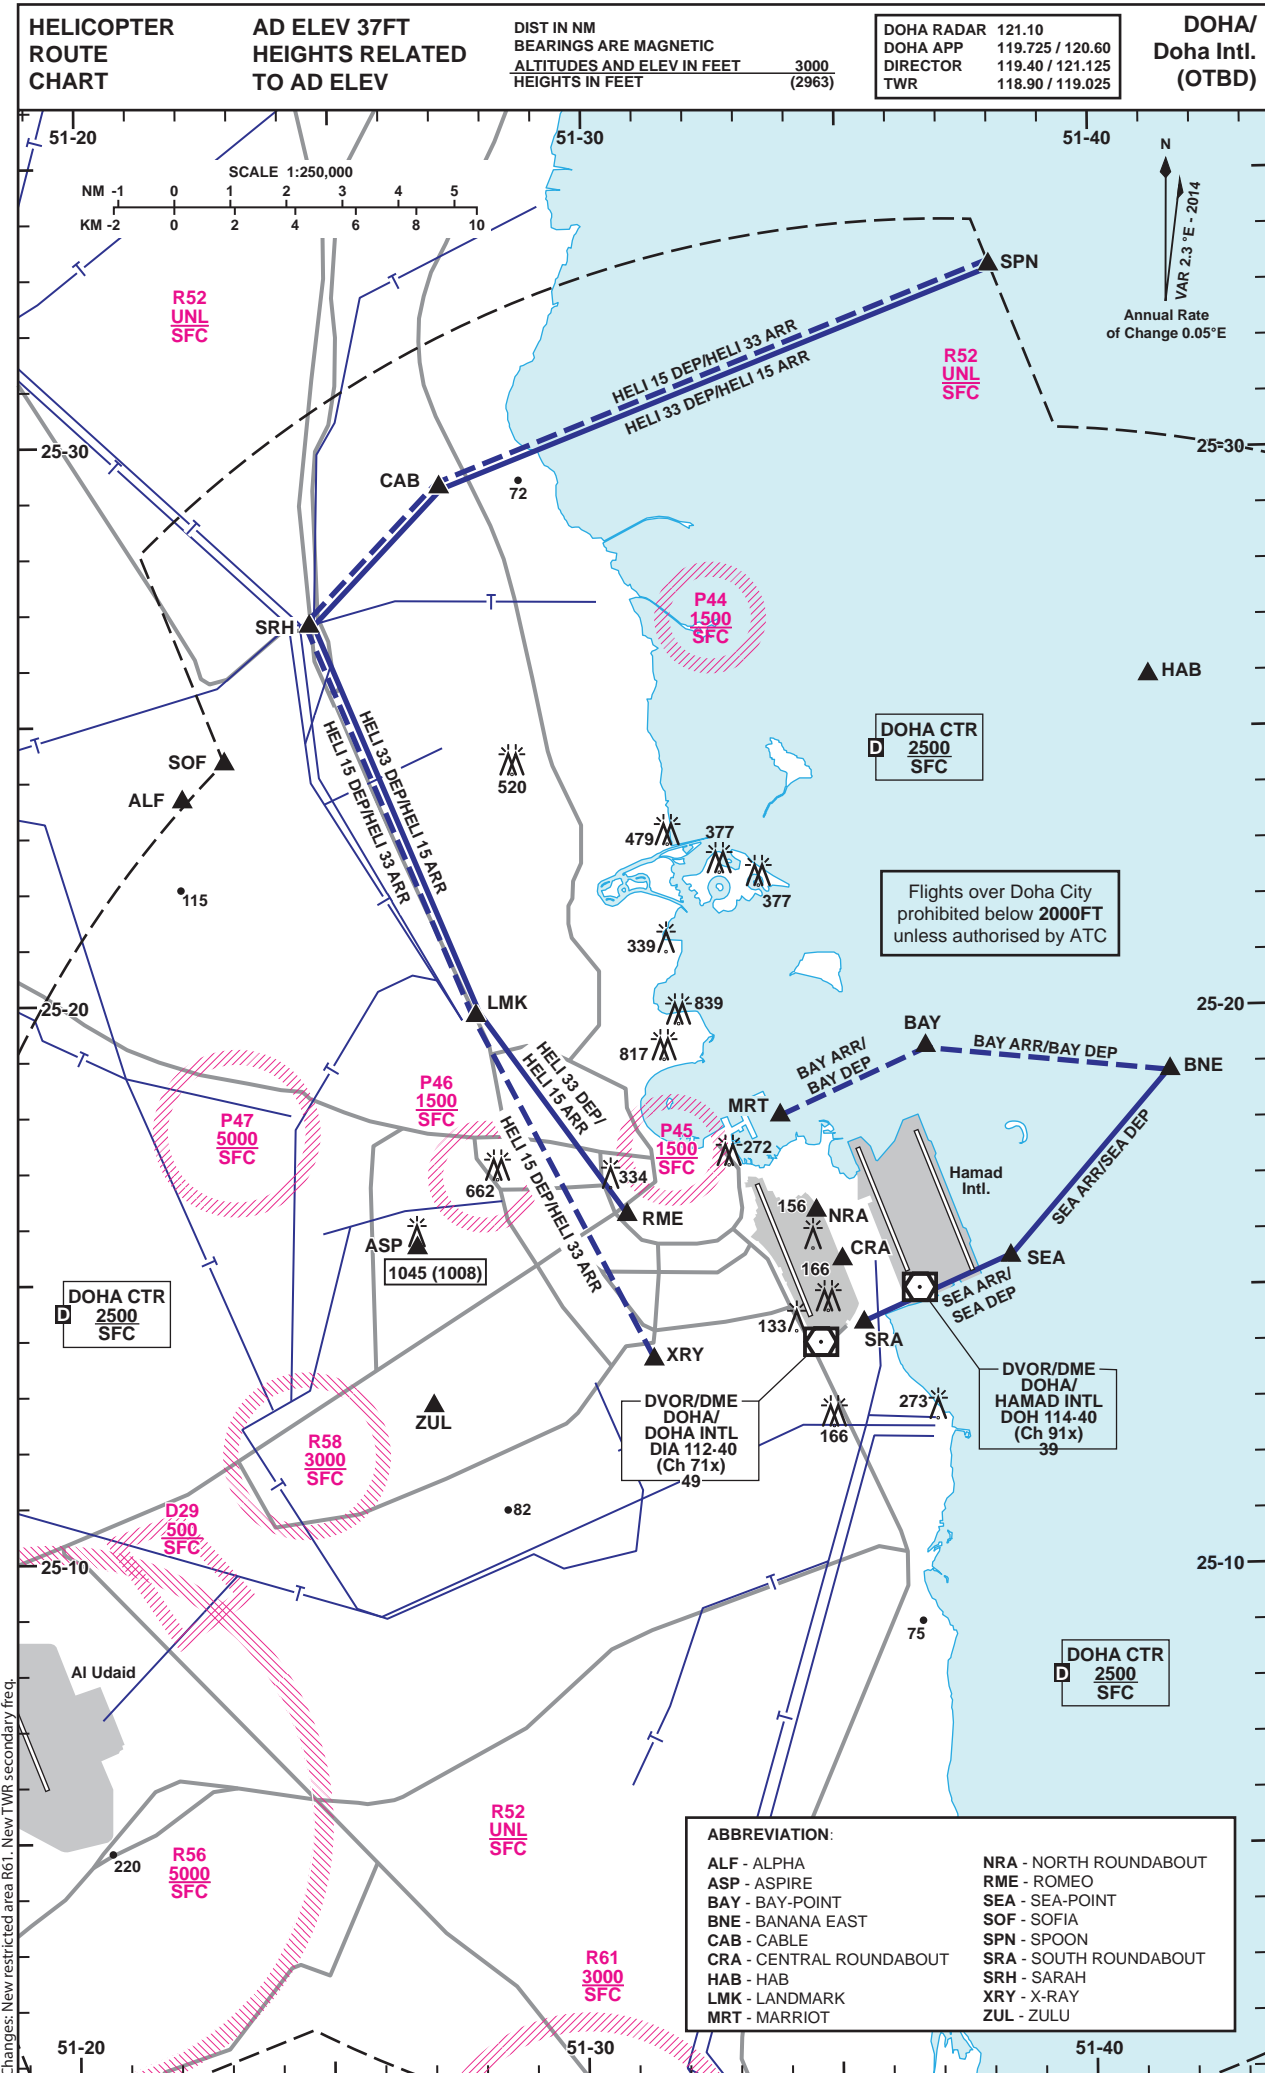 HELICOPTER
ROUTE
CHART
AD ELEV 37FT
HEIGHTS RELATED
TO AD ELEV
DIST IN NM
BEARINGS ARE MAGNETIC
ALTITUDES AND ELEV IN FEET 3000
HEIGHTS IN FEET (2963)
DOHA RADAR 121.10
DOHA APP 119.725 / 120.60
DIRECTOR 119.40 / 121.125
TWR 118.90 / 119.025
DOHA/
Doha Intl.
(OTBD)
51-20
51-30
51-40
SCALE 1:250,000
NM -1 0 1 2 3 4 5
KM -2 0 2 4 6 8 10
N
VAR 2.3 °E - 2014
Annual Rate
of Change 0.05°E
T
T
T
R52
UNL
SFC
SPN
HELI 15 DEP/HELI 33 ARR
HELI 33 DEP/HELI 15 ARR
R52
UNL
SFC
25-30
25-30
T
T
CAB
72
P44
1500
SFC
T
SRH
HAB
T
SOF
ALF
HELI 33 DEP/HELI 15 ARR
HELI 15 DEP/HELI 33 ARR
T
520
DOHA CTR
D
2500
SFC
479
377
377
115
T
339
Flights over Doha City
prohibited below 2000FT
unless authorised by ATC
25-20
25-20
LMK
839
817
BAY
BAY ARR/
BAY DEP
BAY ARR/BAY DEP
BNE
T
T
HELI 33 DEP/
HELI 15 ARR
P46
1500
SFC
P47
5000
SFC
MRT
P45
1500
SFC
272
HELI 15 DEP/HELI 33 ARR
662
334
RME
Hamad
Intl.
SEA ARR/SEA DEP
156
NRA
CRA
166
ASP
1045 (1008)
SEA
SEA ARR/
SEA DEP
DOHA CTR
D
2500
SFC
133
SRA
XRY
ZUL
DVOR/DME
DOHA/
DOHA INTL
DIA 112·40
(Ch 71x)
49
166
273
DVOR/DME
DOHA/
HAMAD INTL
DOH 114·40
(Ch 91x)
39
R58
3000
SFC
T
82
D29
500
SFC
25-10
25-10
T
T
75
Al Udaid
DOHA CTR
D
2500
SFC
T
T
R52
UNL
SFC
220
R56
5000
SFC
R61
3000
SFC
ABBREVIATION:
ALF - ALPHA
ASP - ASPIRE
BAY - BAY-POINT
BNE - BANANA EAST
CAB - CABLE
CRA - CENTRAL ROUNDABOUT
HAB - HAB
LMK - LANDMARK
MRT - MARRIOT
NRA - NORTH ROUNDABOUT
RME - ROMEO
SEA - SEA-POINT
SOF - SOFIA
SPN - SPOON
SRA - SOUTH ROUNDABOUT
SRH - SARAH
XRY - X-RAY
ZUL - ZULU
51-20
51-30
51-40
Changes: New restricted area R61. New TWR secondary freq.